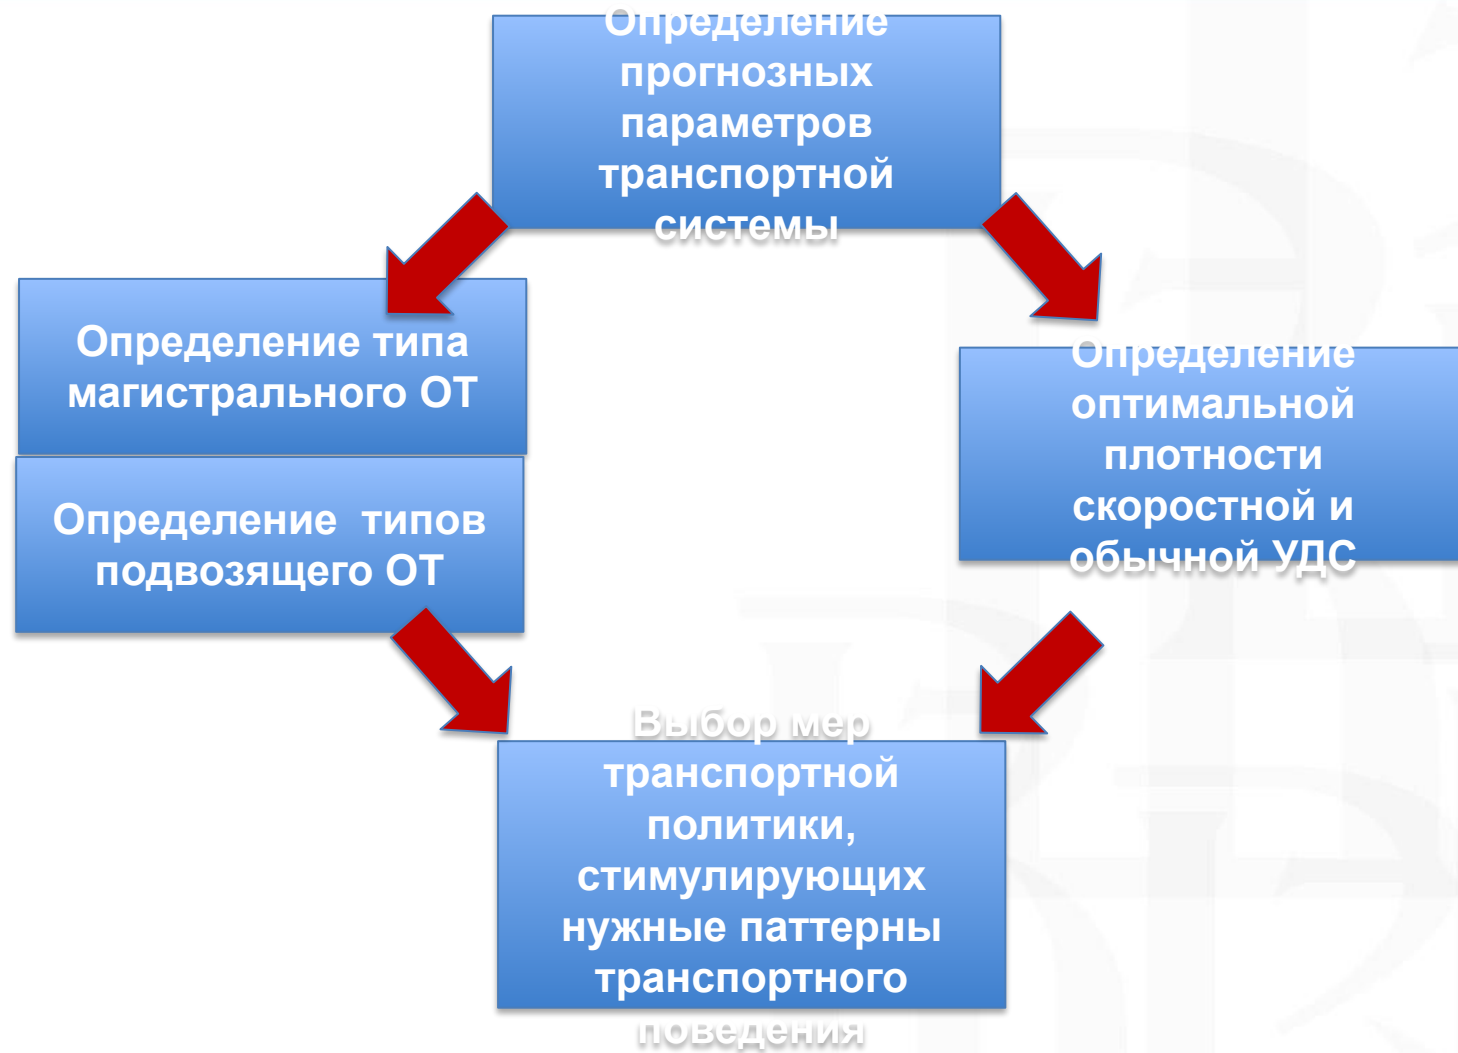 Определение
прогнозных
параметров
транспортной
системы
Определение типа
магистрального ОТ
Определение типов
подвозящего ОТ
Определение
оптимальной
плотности
скоростной и
обычной УДС
Выбор мер
транспортной
политики,
стимулирующих
нужные паттерны
транспортного
поведения